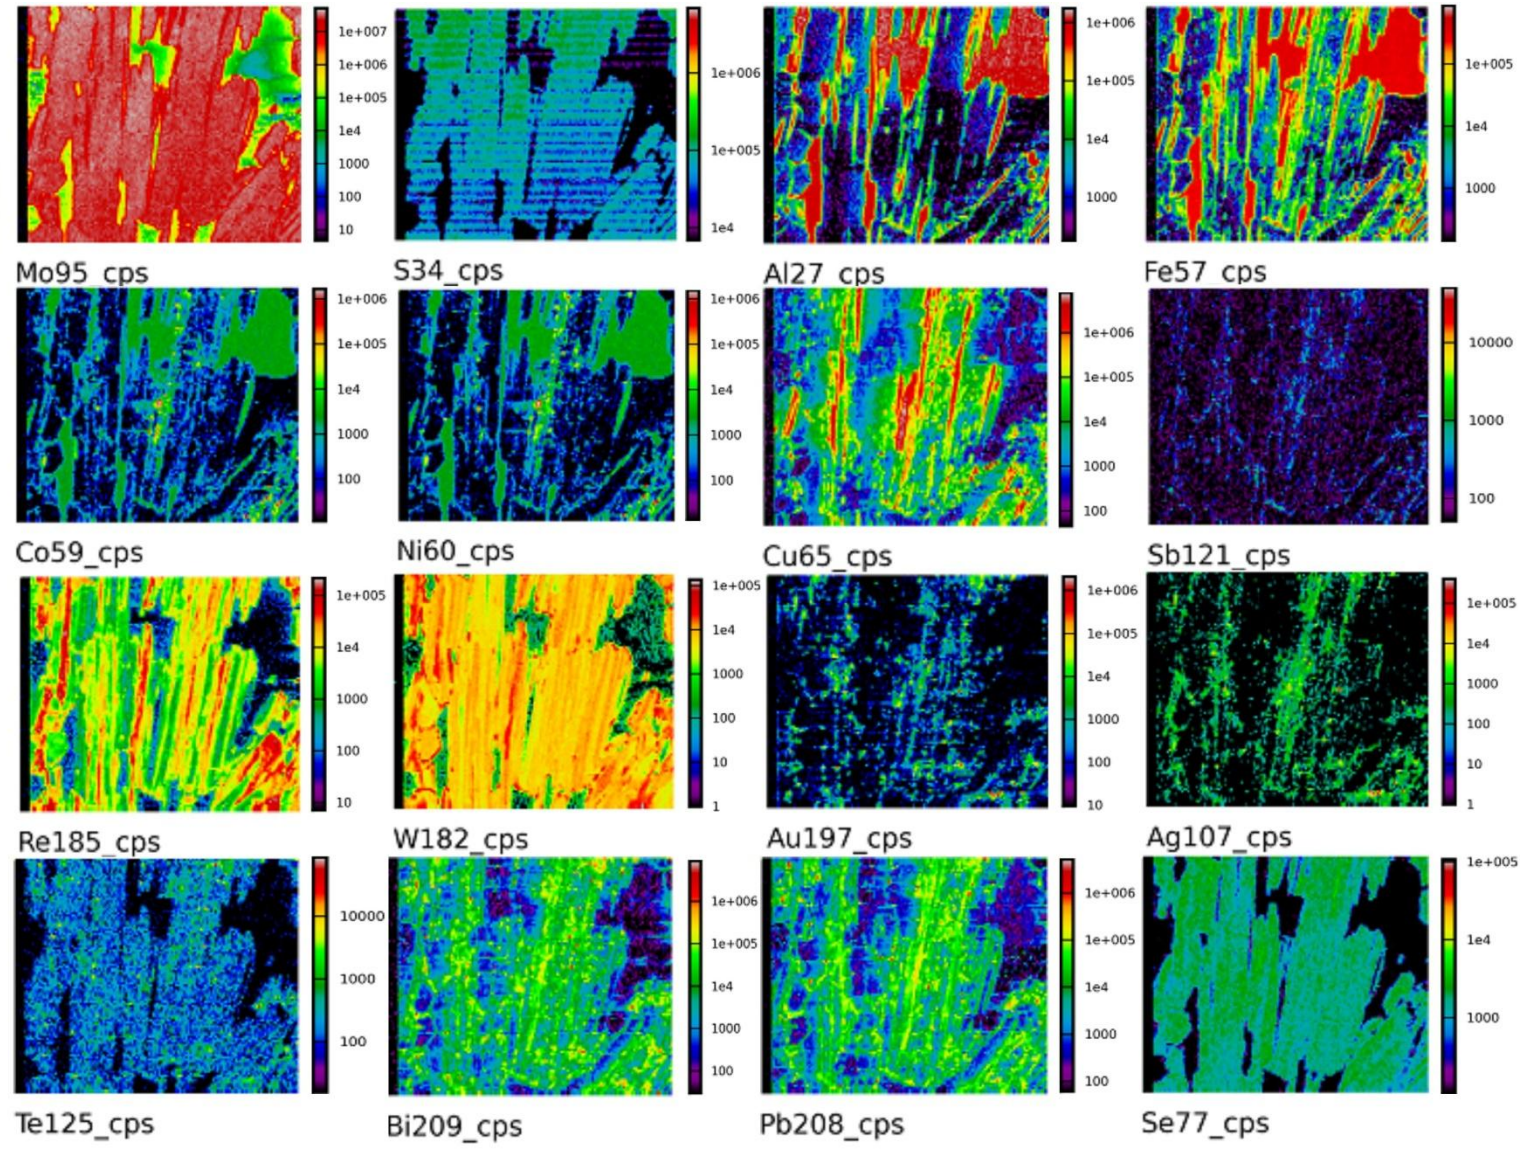 1e+007
1e+006
1e+005
1e4
1000
100
10
Mo95_cps
1e+006
1e+005
1e4
S34_cps
1e+006
1e+005
1e4
1000
Al27_cps
1e+005
1e4
1000
Fe57_cps
1e+006
1e+005
1e4
1000
100
Co59_cps
1e+006
1e+005
1e4
1000
100
Ni60_cps
1e+006
1e+005
1e4
1000
100
Cu65_cps
10000
1000
100
Sb121_cps
1e+005
1e4
1000
100
10
Re185_cps
1e+005
1e4
1000
100
10
1
W182_cps
1e+006
1e+005
1e4
1000
100
10
Au197_cps
1e+005
1e4
1000
100
10
1
Ag107_cps
10000
1000
100
Te125_cps
1e+006
1e+005
1e4
1000
100
Bi209_cps
1e+006
1e+005
1e4
1000
100
Pb208_cps
1e+005
1e4
1000
Se77_cps